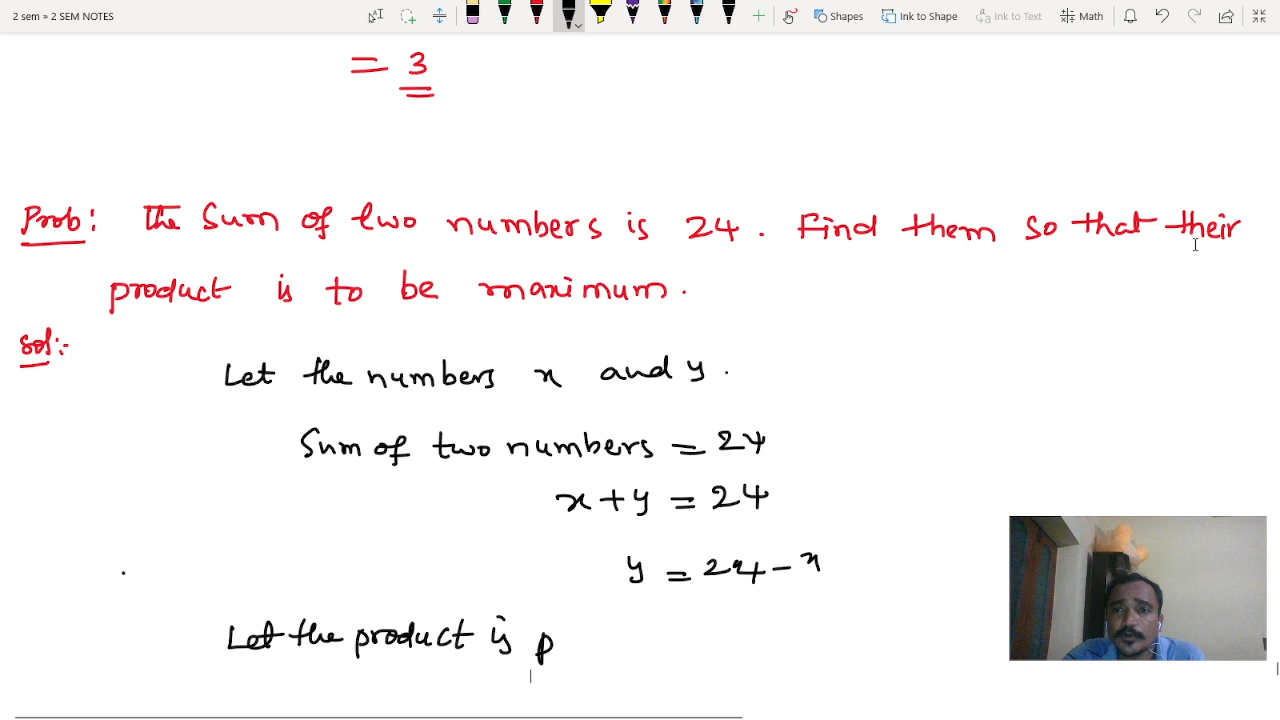 2 sem » 2 SEM NOTES
Shapes
Ink to Shape
Ink to Text
Math
= 3
Prob: The Sum of two numbers is 24. Find them so that their
product is to be maximum.
Sol:-
Let the numbers x and y.
Sum of two numbers = 24
x + y = 24
y = 24 - x
Let the product is p